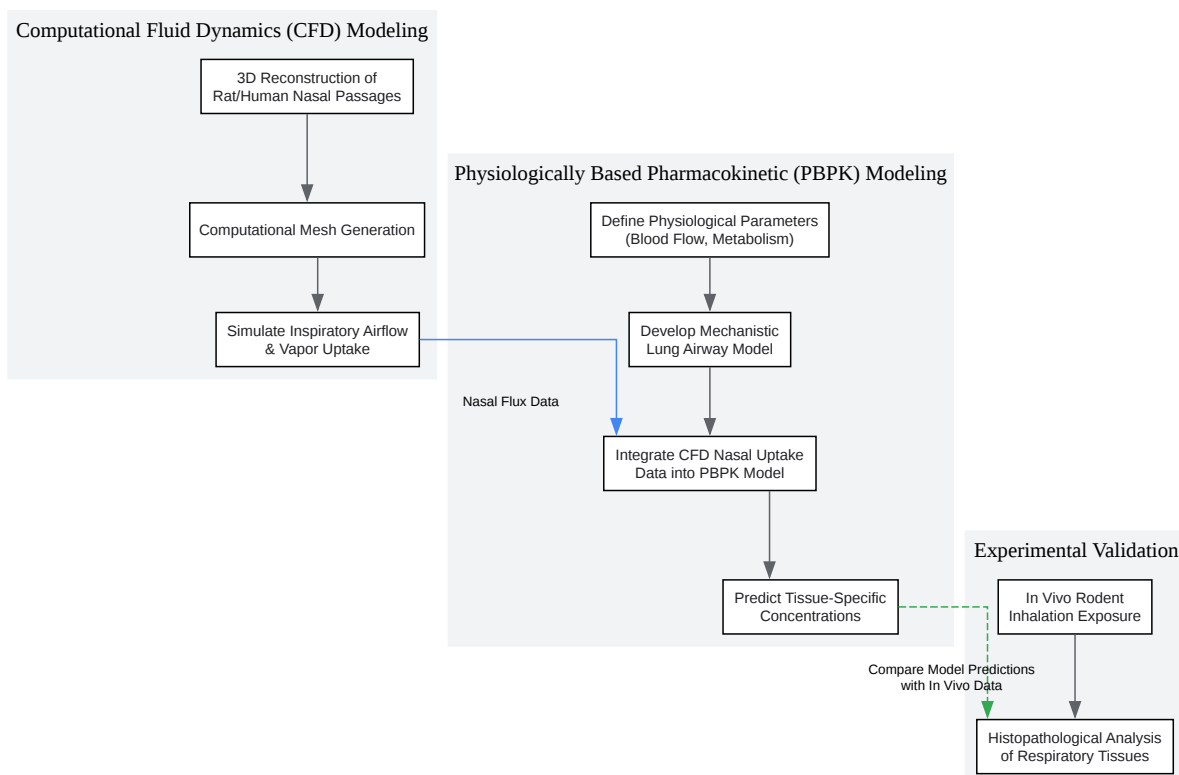 Computational Fluid Dynamics (CFD) Modeling
3D Reconstruction of
Rat/Human Nasal Passages
Computational Mesh Generation
Simulate Inspiratory Airflow
& Vapor Uptake
Nasal Flux Data
Physiologically Based Pharmacokinetic (PBPK) Modeling
Define Physiological Parameters
(Blood Flow, Metabolism)
Develop Mechanistic
Lung Airway Model
Integrate CFD Nasal Uptake
Data into PBPK Model
Predict Tissue-Specific
Concentrations
Compare Model Predictions
with In Vivo Data
Experimental Validation
In Vivo Rodent
Inhalation Exposure
Histopathological Analysis
of Respiratory Tissues